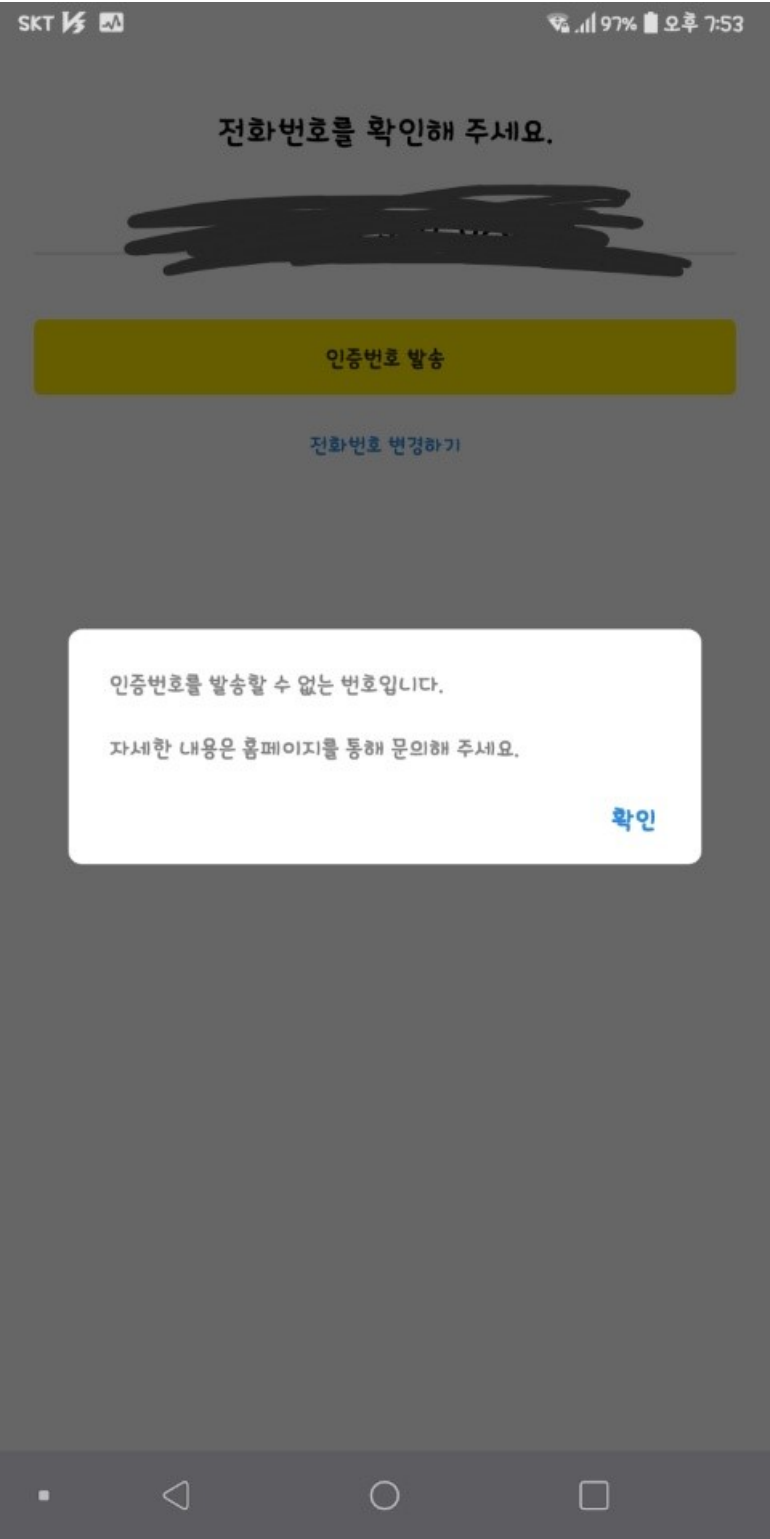 SKT 97% 오후 7:53
전화번호를 확인해 주세요.
인증번호 발송
전화번호 변경하기
인증번호를 발송할 수 없는 번호입니다.
자세한 내용은 홈페이지를 통해 문의해 주세요.
확인